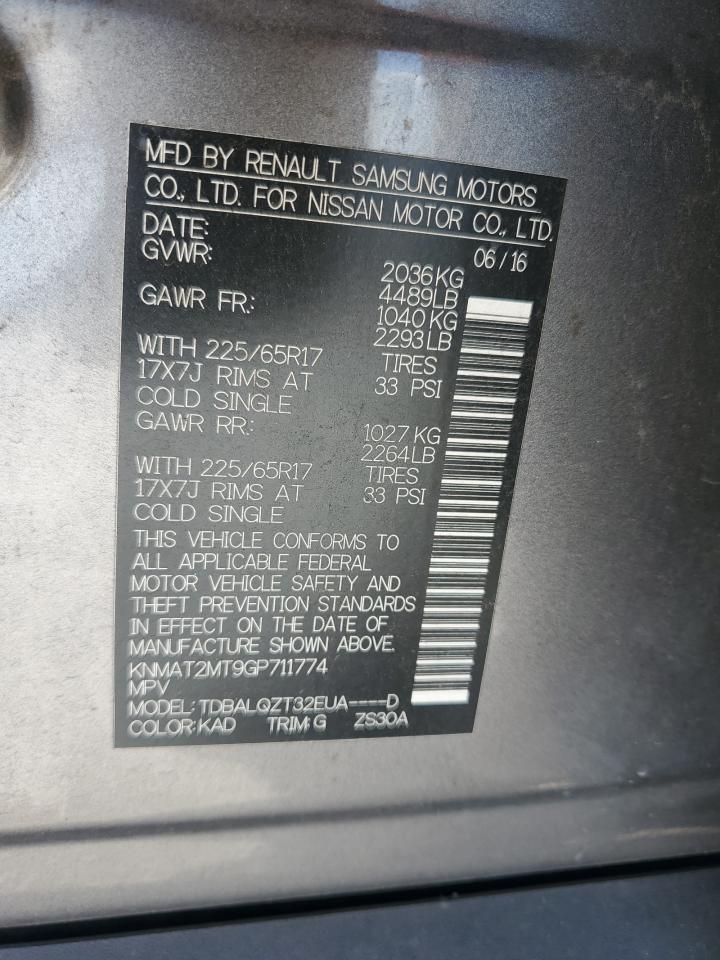 MFD BY RENAULT SAMSUNG MOTORS
CO., LTD. FOR NISSAN MOTOR CO., LTD.
DATE: 06/16
GVWR: 2036KG
4489LB
GAWR FR.: 1040KG
2293LB
WITH 225/65R17 TIRES
17X7J RIMS AT 33 PSI
COLD SINGLE
GAWR RR.: 1027KG
2264LB
WITH 225/65R17 TIRES
17X7J RIMS AT 33 PSI
COLD SINGLE
THIS VEHICLE CONFORMS TO
ALL APPLICABLE FEDERAL
MOTOR VEHICLE SAFETY AND
THEFT PREVENTION STANDARDS
IN EFFECT ON THE DATE OF
MANUFACTURE SHOWN ABOVE.
KNMAT2MT9GP711774
MPV
MODEL: TDBALQZT32EUA----D
COLOR:KAD TRIM:G ZS30A